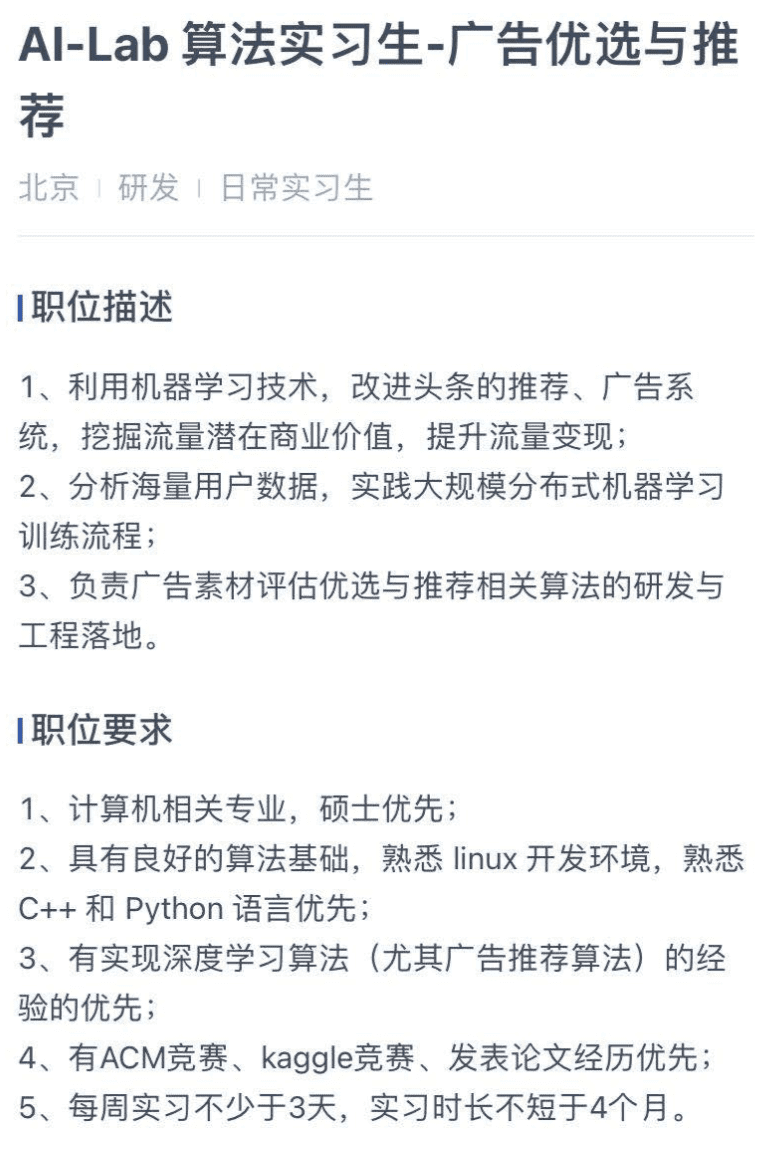 AI-Lab 算法实习生-广告优选与推
荐
北京 | 研发 | 日常实习生
职位描述
1、利用机器学习技术，改进头条的推荐、广告系
统，挖掘流量潜在商业价值，提升流量变现；
2、分析海量用户数据，实践大规模分布式机器学习
训练流程；
3、负责广告素材评估优选与推荐相关算法的研发与
工程落地。
职位要求
1、计算机相关专业，硕士优先；
2、具有良好的算法基础，熟悉 linux 开发环境，熟悉
C++ 和 Python 语言优先；
3、有实现深度学习算法（尤其广告推荐算法）的经
验的优先；
4、有ACM竞赛、kaggle竞赛、发表论文经历优先；
5、每周实习不少于3天，实习时长不短于4个月。